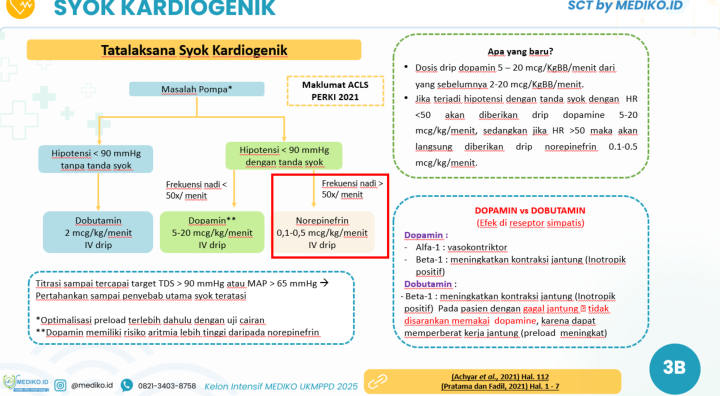 SYOK KARDIOGENIK
SCT by MEDIKO.ID
Tatalaksana Syok Kardiogenik
Masalah Pompa*
Maklumat ACLS
PERKI 2021
Hipotensi < 90 mmHg
tanpa tanda syok
Hipotensi < 90 mmHg
dengan tanda syok
Frekuensi nadi <
50x/ menit
Frekuensi nadi >
50x/ menit
Dobutamin
2 mcg/kg/menit
IV drip
Dopamin**
5-20 mcg/kg/menit
IV drip
Norepinefrin
0,1-0,5 mcg/kg/menit
IV drip
Titrasi sampai tercapai target TDS > 90 mmHg atau MAP > 65 mmHg →
Pertahankan sampai penyebab utama syok teratasi
*Optimalisasi preload terlebih dahulu dengan uji cairan
**Dopamin memiliki risiko aritmia lebih tinggi daripada norepinefrin
Apa yang baru?
• Dosis drip dopamin 5 – 20 mcg/KgBB/menit dari
yang sebelumnya 2-20 mcg/KgBB/menit.
• Jika terjadi hipotensi dengan tanda syok dengan HR
<50 akan diberikan drip dopamine 5-20
mcg/kg/menit, sedangkan jika HR >50 maka akan
langsung diberikan drip norepinefrin 0.1-0.5
mcg/kg/menit.
DOPAMIN vs DOBUTAMIN
(Efek di reseptor simpatis)
Dopamin :
- Alfa-1 : vasokontriktor
- Beta-1 : meningkatkan kontraksi jantung (Inotropik
positif)
Dobutamin :
- Beta-1 : meningkatkan kontraksi jantung (Inotropik
positif) Pada pasien dengan gagal jantung tidak
disarankan memakai dopamine, karena dapat
memperberat kerja jantung (preload meningkat)
3B
MEDIKO.ID
@mediko.id
0821-3403-8758
Kelon Intensif MEDIKO UKMPPD 2025
(Achyar et al., 2021) Hal. 112
(Pratama dan Fadil, 2021) Hal. 1 - 7